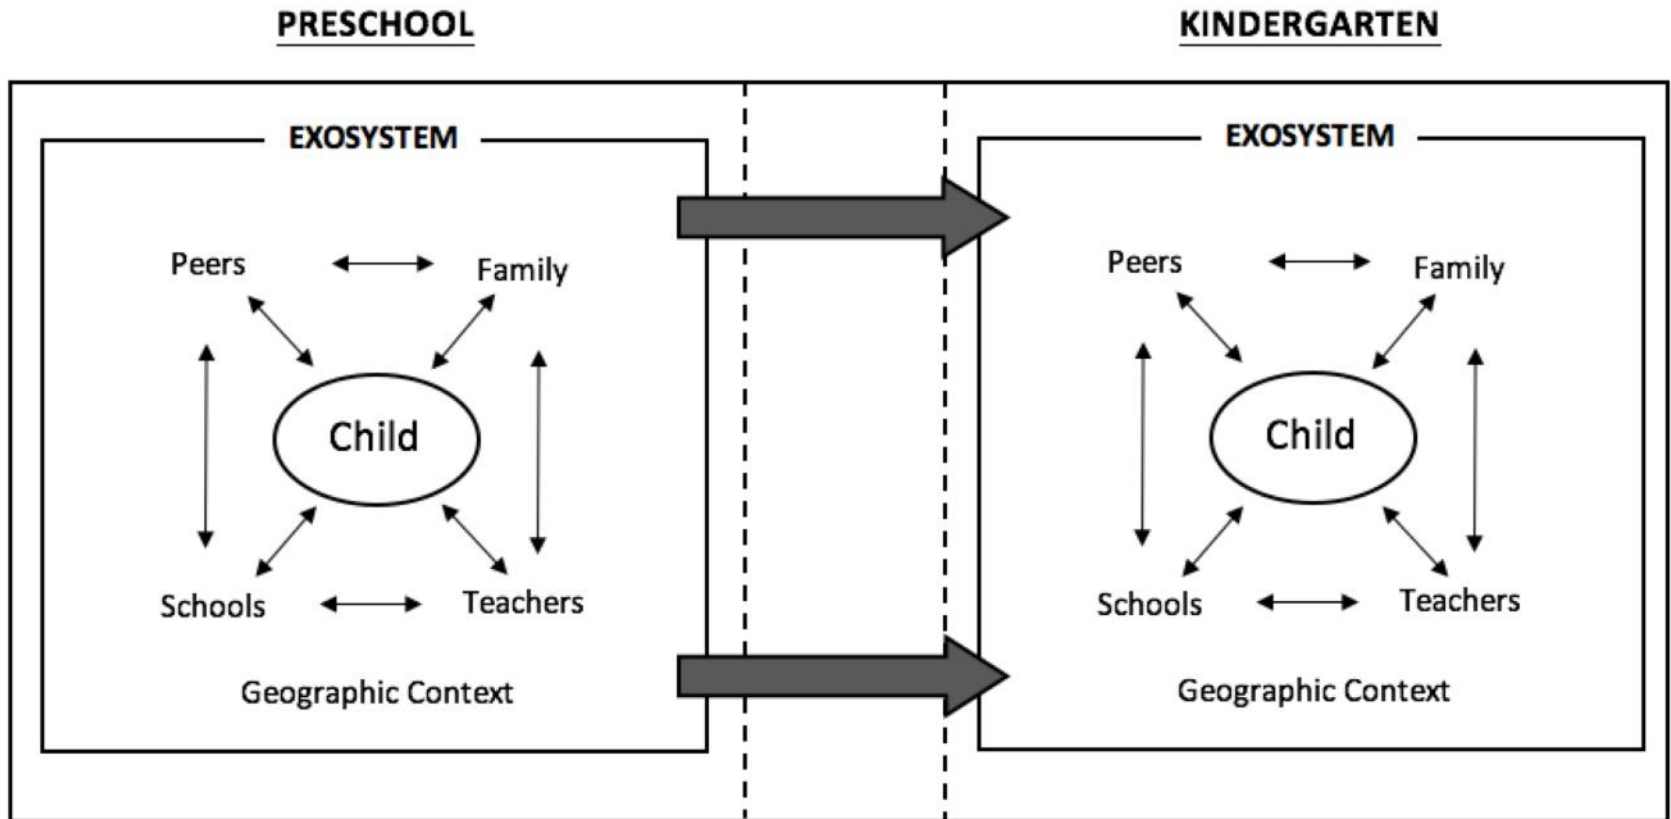 PRESCHOOL
KINDERGARTEN
EXOSYSTEM
Peers
Family
Child
Schools
Teachers
Geographic Context
EXOSYSTEM
Peers
Family
Child
Schools
Teachers
Geographic Context